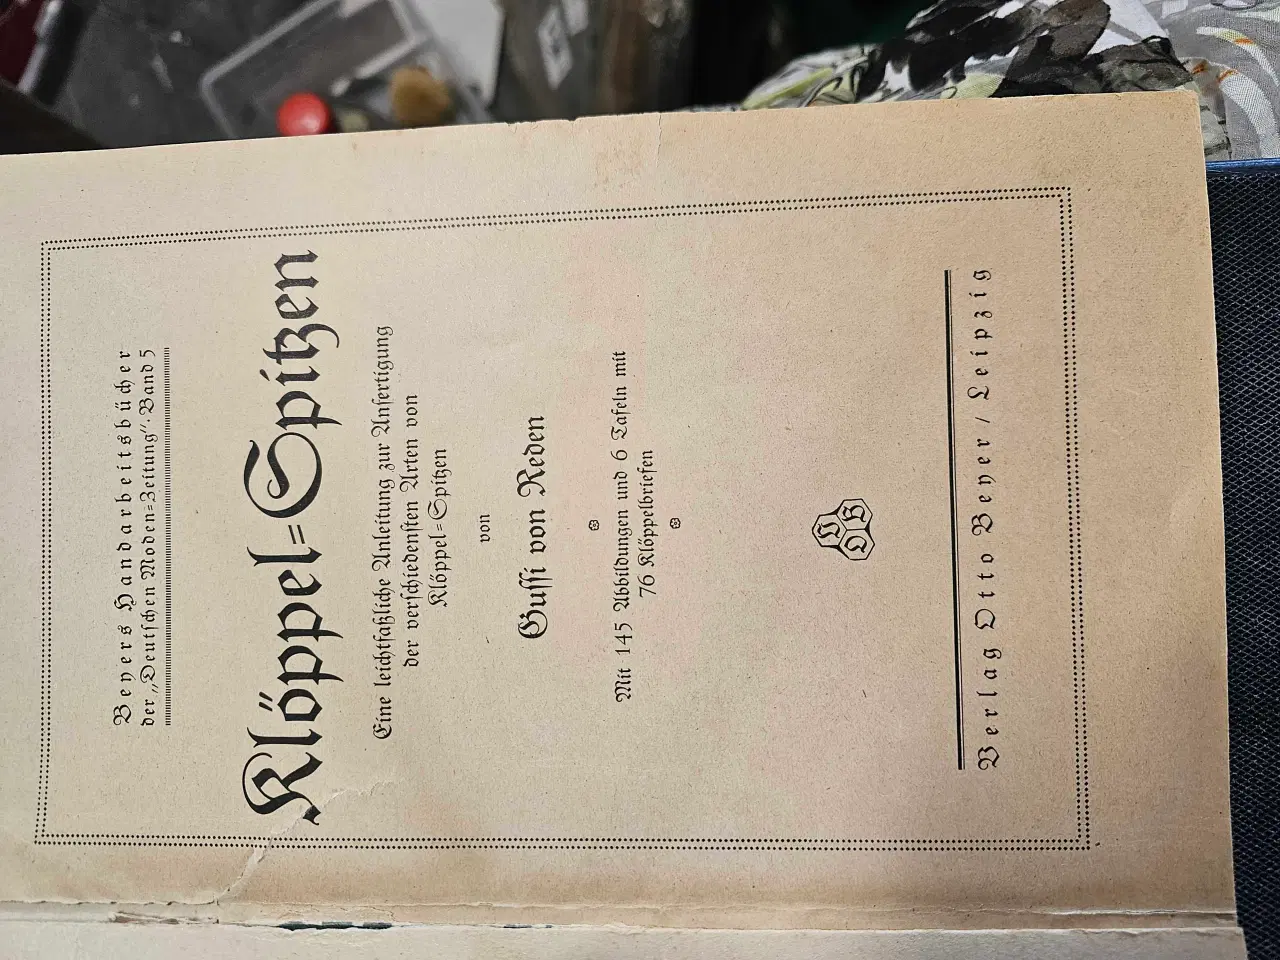 Beyers Handarbeitsbücher
der „Deutschen Moden=Zeitung“. Band 5
Klöppel=Spitzen
Eine leichtfaßliche Anleitung zur Anfertigung
der verschiedensten Arten von
Klöppel=Spitzen
von
Gussi von Reden
Mit 145 Abbildungen und 6 Tafeln mit
76 Klöppelbriefen
Verlag Otto Beyer / Leipzig